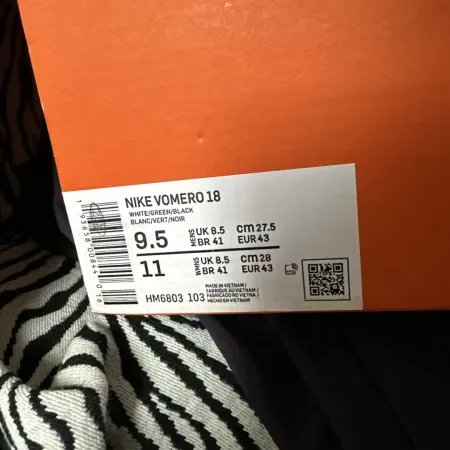 NIKE VOMERO 18
WHITE/GREEN/BLACK
BLANC/VERT/NOIR
9.5 MENS UK 8.5 CM 27.5
BR 41 EUR 43
11 WMNS UK 8.5 CM 28
BR 41 EUR 43
HM6803 103
MADE IN VIETNAM /
FABRIQUÉ AU VIETNAM /
FABRICADO NO VIETNÃ /
HECHO EN VIETNAM